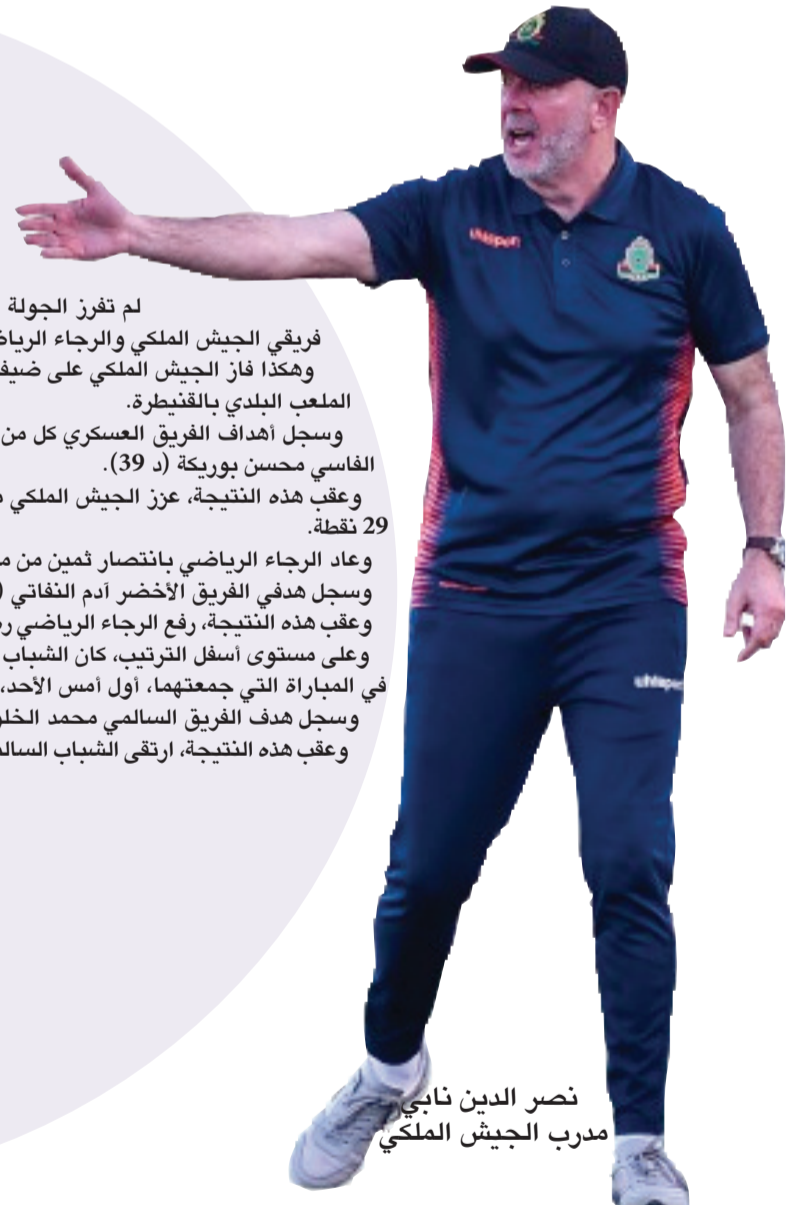 لم تفرز الجولة
فريقي الجيش الملكي والرجاء الرياض
وهكذا فاز الجيش الملكي على ضيف
الملعب البلدي بالقنيطرة.
وسجل أهداف الفريق العسكري كل من
الفاسي محسن بوريكة (د 39).
وعقب هذه النتيجة، عزز الجيش الملكي
29 نقطة.
وعاد الرجاء الرياضي بانتصار ثمين من م
وسجل هدفي الفريق الأخضر آدم النفاتي (
وعقب هذه النتيجة، رفع الرجاء الرياضي ر
وعلى مستوى أسفل الترتيب، كان الشباب
في المباراة التي جمعتهما، أول أمس الأحد،
وسجل هدف الفريق السالمي محمد الخلو
وعقب هذه النتيجة، ارتقى الشباب السال
uhlsport
uhlsport
نصر الدين نابي
مدرب الجيش الملكي